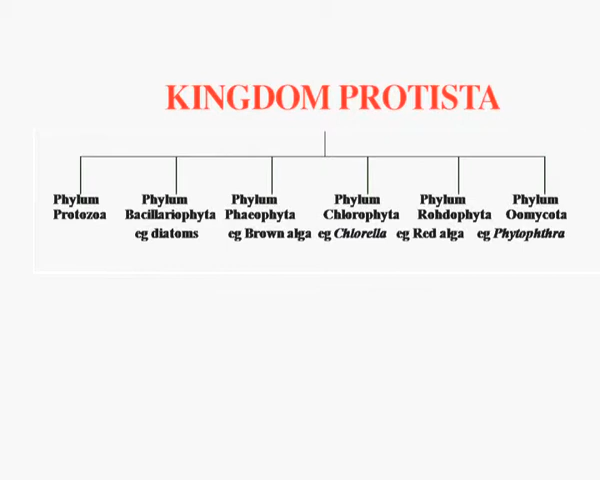 KINGDOM PROTISTA
Phylum Phylum Phylum Phylum Phylum Phylum
Protozoa Bacillariophyta Phaeophyta Chlorophyta Rohdophyta Oomycota
eg diatoms eg Brown alga eg Chlorella eg Red alga eg Phytophthra